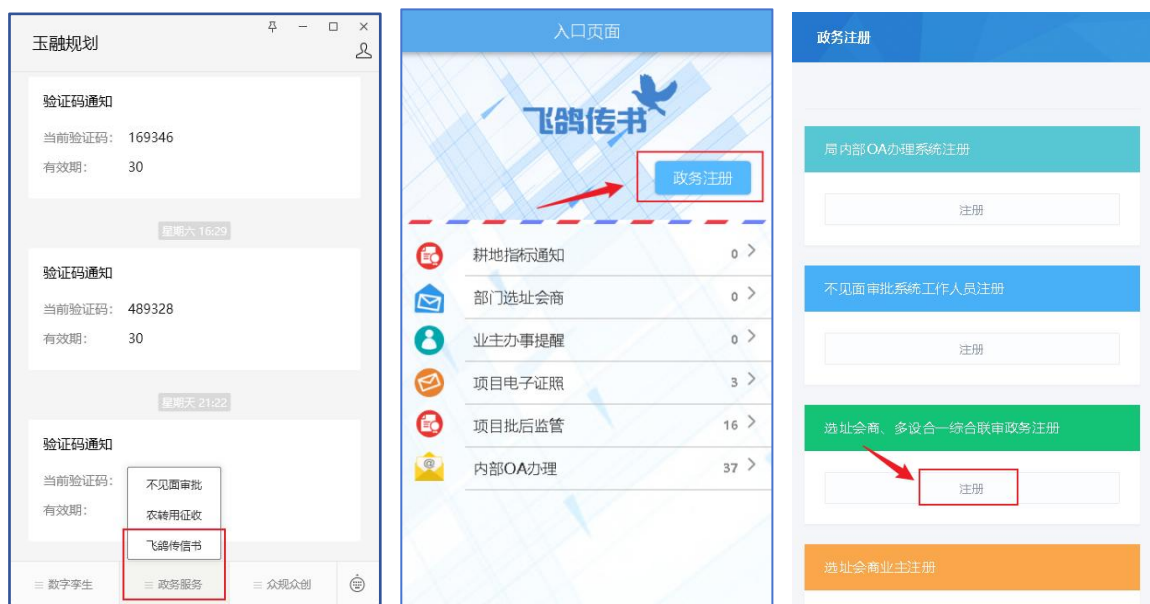 玉融规划
验证码通知
当前验证码： 169346
有效期： 30
星期六 16:29
验证码通知
当前验证码： 489328
有效期： 30
星期天 21:22
验证码通知
当前验证码：
有效期：
不见面审批
农转用征收
飞鸽传信书
数字孪生
政务服务
众规众创
入口页面
飞鸽传书
政务注册
耕地指标通知 0
部门选址会商 0
业主办事提醒 0
项目电子证照 3
项目批后监管 16
内部OA办理 37
政务注册
局内部OA办理系统注册
注册
不见面审批系统工作人员注册
注册
选址会商、多设合一综合联审政务注册
注册
选址会商业主注册